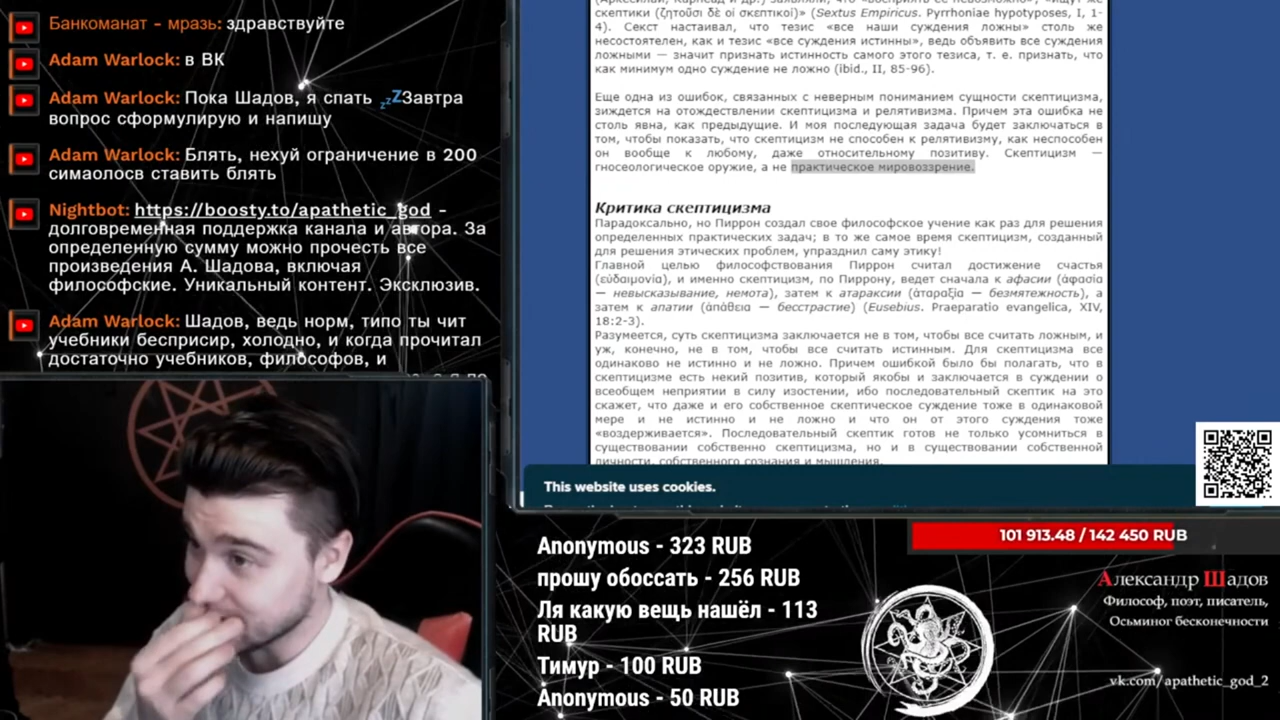 Банкоманат - мразь: здравствуйте
Adam Warlock: в ВК
Adam Warlock: Пока Шадов, я спать 💤Завтра
вопрос сформулирую и напишу
Adam Warlock: Блять, нехуй ограничение в 200
симаолосв ставить блять
Nightbot: https://boosty.to/apathetic_god -
долговременная поддержка канала и автора. За
определенную сумму можно прочесть все
произведения А. Шадова, включая
философские. Уникальный контент. Эксклюзив.
Adam Warlock: Шадов, ведь норм, типо ты чит
учебники бесприсир, холодно, и когда прочитал
достаточно учебников, философов, и
скептики (ζητοῦσι δὲ οἱ σκεπτικοί)» (Sextus Empiricus. Pyrrhoniae hypotyposes, I, 1-
4). Секст настаивал, что тезис «все наши суждения ложны» столь же
несостоятелен, как и тезис «все суждения истинны», ведь объявить все суждения
ложными — значит признать истинность самого этого тезиса, т. е. признать, что
как минимум одно суждение не ложно (ibid., II, 85-96).
Еще одна из ошибок, связанных с неверным пониманием сущности скептицизма,
зиждется на отождествлении скептицизма и релятивизма. Причем эта ошибка не
столь явна, как предыдущие. И моя последующая задача будет заключаться в
том, чтобы показать, что скептицизм не способен к релятивизму, как неспособен
он вообще к любому, даже относительному позитиву. Скептицизм —
гносеологическое оружие, а не практическое мировоззрение.
Критика скептицизма
Парадоксально, но Пиррон создал свое философское учение как раз для решения
определенных практических задач; в то же самое время скептицизм, созданный
для решения этических проблем, упразднил саму этику!
Главной целью философствования Пиррон считал достижение счастья
(εὐδαιμονία), и именно скептицизм, по Пиррону, ведет сначала к афасии (ἀφασία
— невысказывание, немота), затем к атараксии (ἀταραξία — безмятежность), а
затем к апатии (ἀπάθεια — бесстрастие) (Eusebius. Praeparatio evangelica, XIV,
18:2-3).
Разумеется, суть скептицизма заключается не в том, чтобы все считать ложным, и
уж, конечно, не в том, чтобы все считать истинным. Для скептицизма все
одинаково не истинно и не ложно. Причем ошибкой было бы полагать, что в
скептицизме есть некий позитив, который якобы и заключается в суждении о
всеобщем неприятии в силу изостении, ибо последовательный скептик на это
скажет, что даже и его собственное скептическое суждение тоже в одинаковой
мере и не истинно и не ложно и что он от этого суждения тоже
«воздерживается». Последовательный скептик готов не только усомниться в
существовании собственно скептицизма, но и в существовании собственной
личности, собственного сознания и мышления.
This website uses cookies.
Anonymous - 323 RUB
прошу обоссать - 256 RUB
Ля какую вещь нашёл - 113
RUB
Тимур - 100 RUB
Anonymous - 50 RUB
101 913.48 / 142 450 RUB
Александр Шадов
Философ, поэт, писатель,
Осьминог бесконечности
vk.com/apathetic_god_2